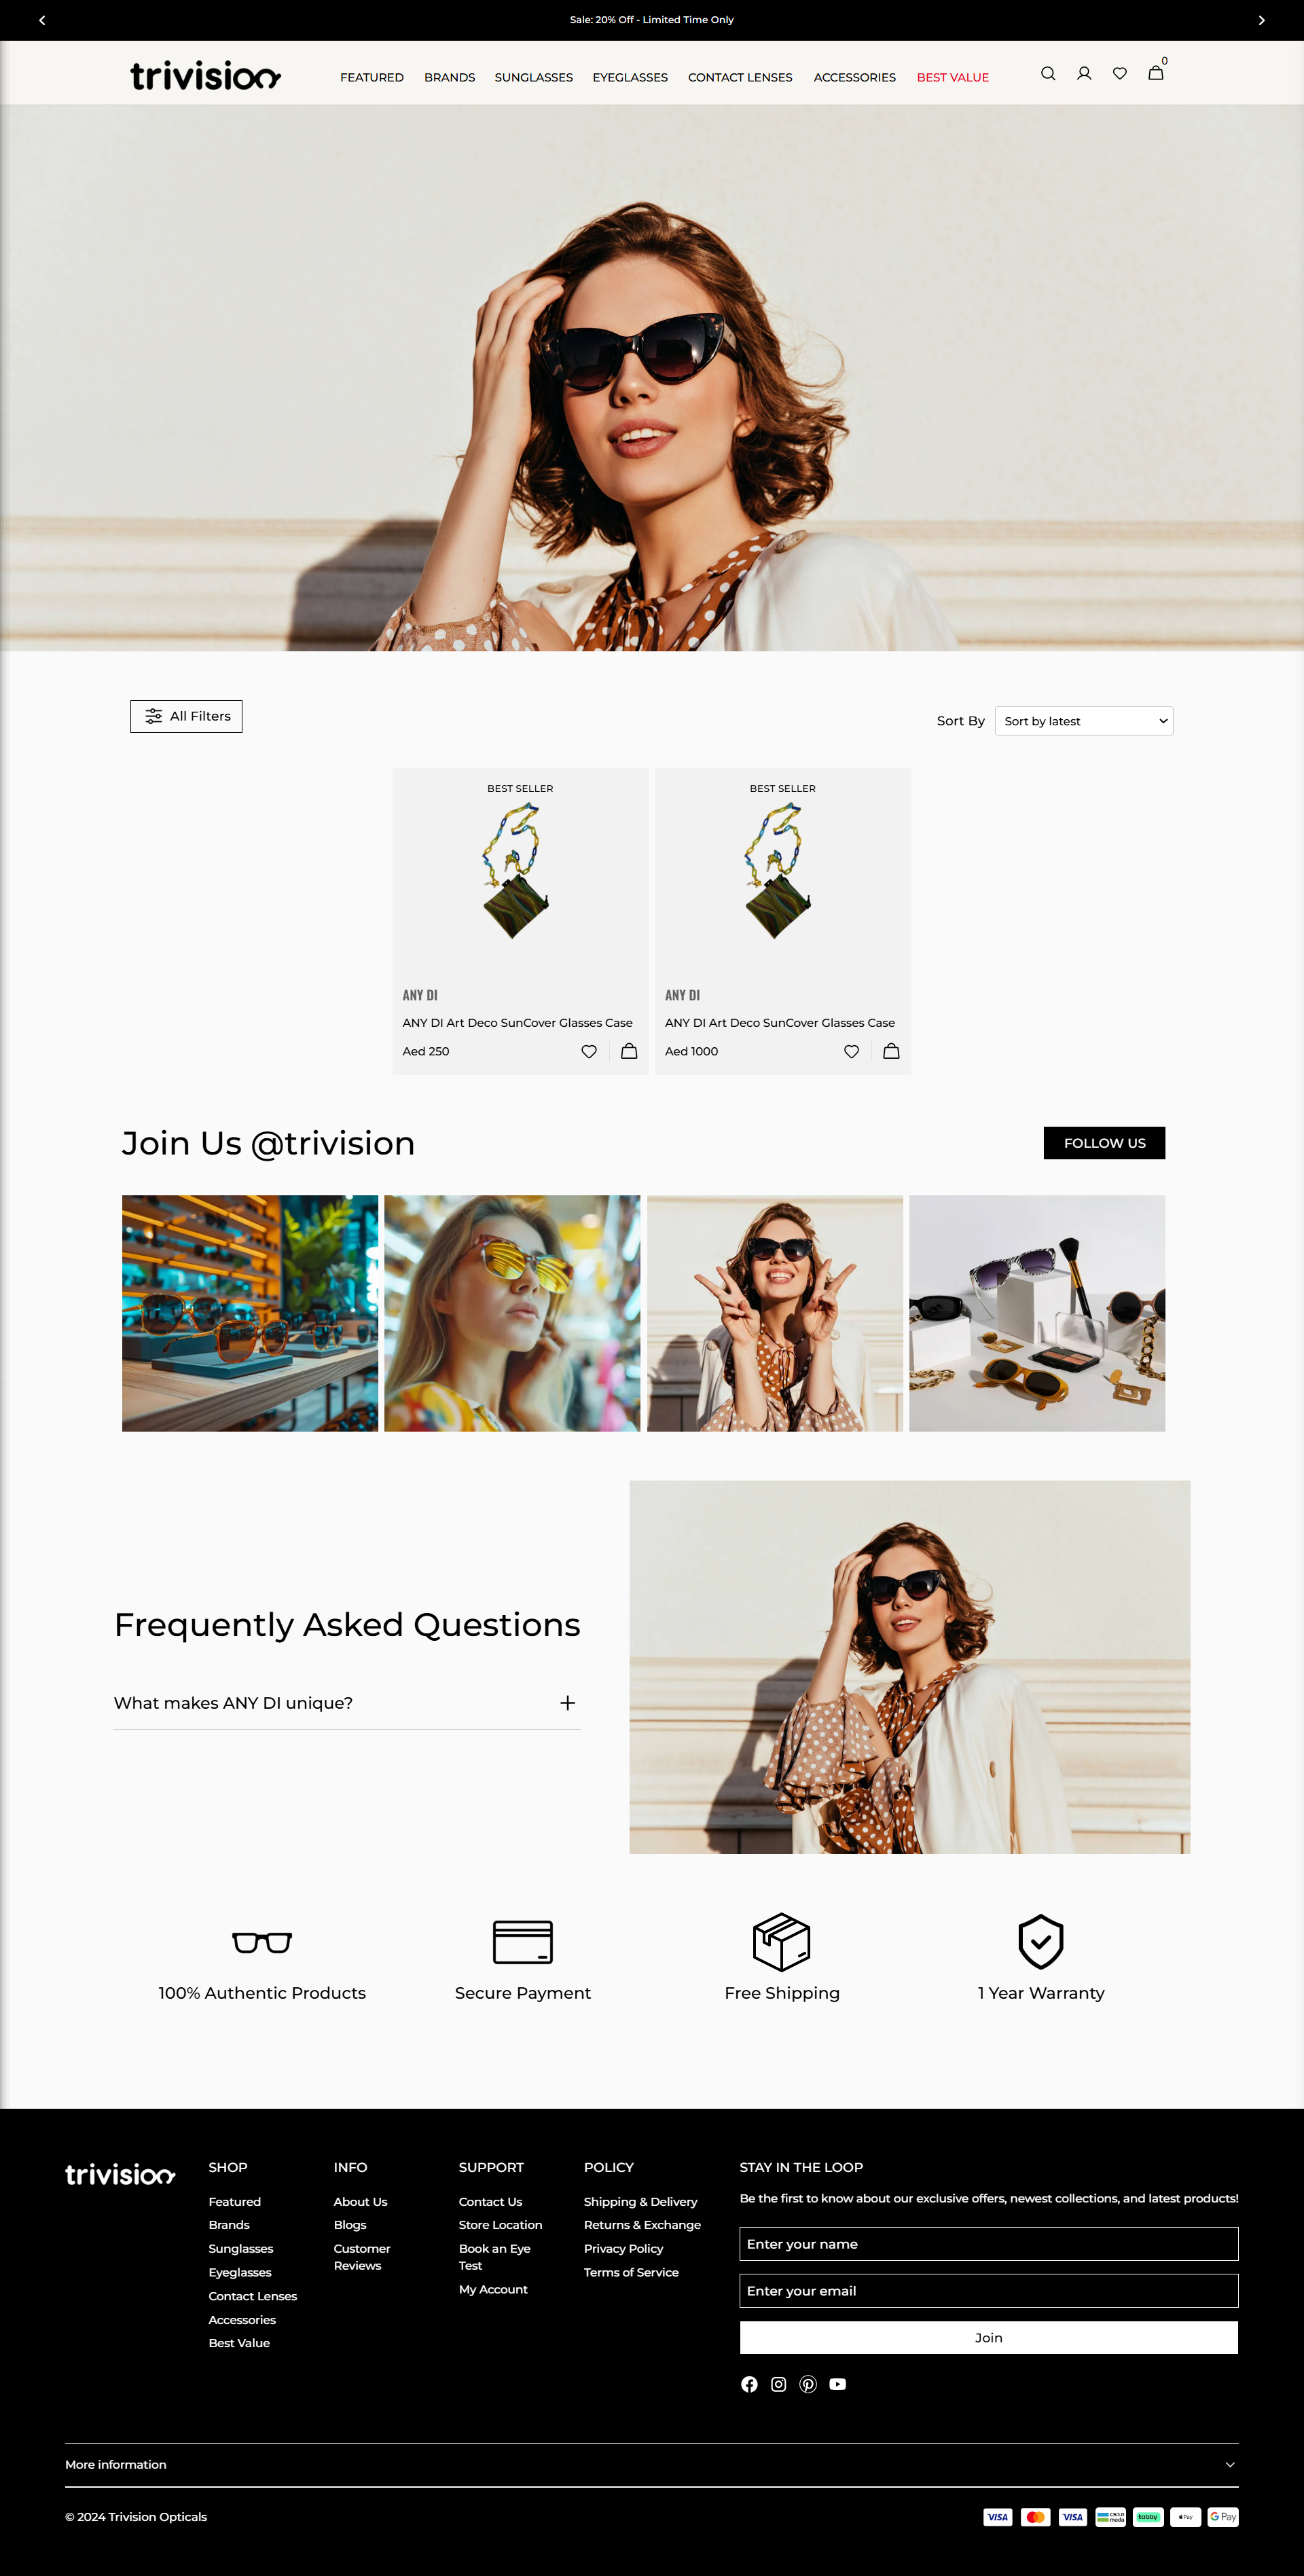 Sale: 20% Off - Limited Time Only
trivision
FEATURED BRANDS SUNGLASSES EYEGLASSES CONTACT LENSES ACCESSORIES BEST VALUE
0
All Filters
Sort By Sort by latest
BEST SELLER
ANY DI
ANY DI Art Deco SunCover Glasses Case
Aed 250
BEST SELLER
ANY DI
ANY DI Art Deco SunCover Glasses Case
Aed 1000
Join Us @trivision
FOLLOW US
Frequently Asked Questions
What makes ANY DI unique?
100% Authentic Products
Secure Payment
Free Shipping
1 Year Warranty
trivision
SHOP
Featured
Brands
Sunglasses
Eyeglasses
Contact Lenses
Accessories
Best Value
INFO
About Us
Blogs
Customer
Reviews
SUPPORT
Contact Us
Store Location
Book an Eye
Test
My Account
POLICY
Shipping & Delivery
Returns & Exchange
Privacy Policy
Terms of Service
STAY IN THE LOOP
Be the first to know about our exclusive offers, newest collections, and latest products!
Enter your name
Enter your email
Join
More information
© 2024 Trivision Opticals
VISA
VISA
mada
tabby
Pay
G Pay